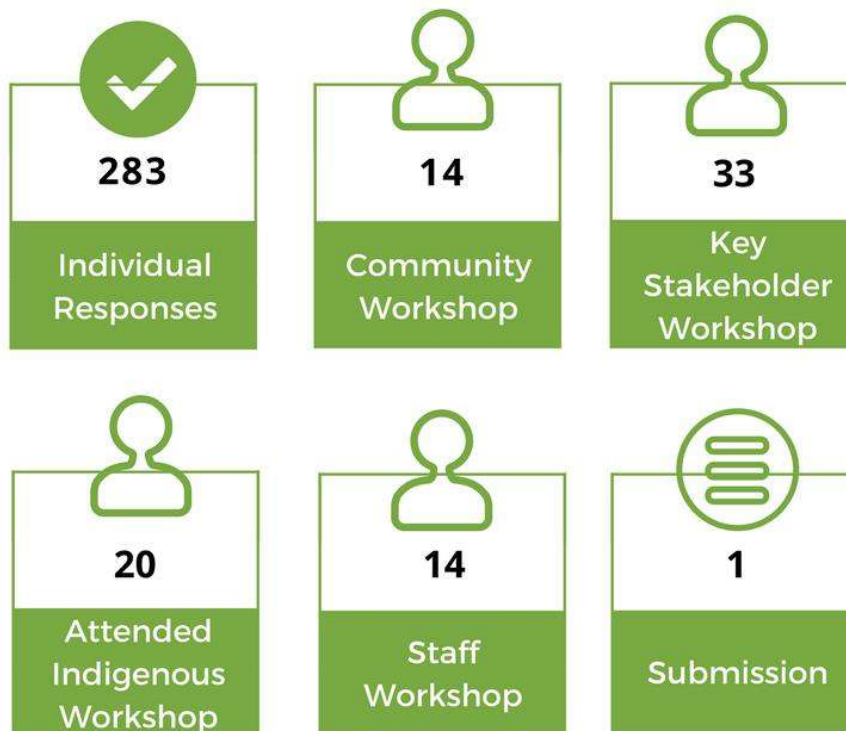 283
Individual
Responses
14
Community
Workshop
33
Key
Stakeholder
Workshop
20
Attended
Indigenous
Workshop
14
Staff
Workshop
1
Submission